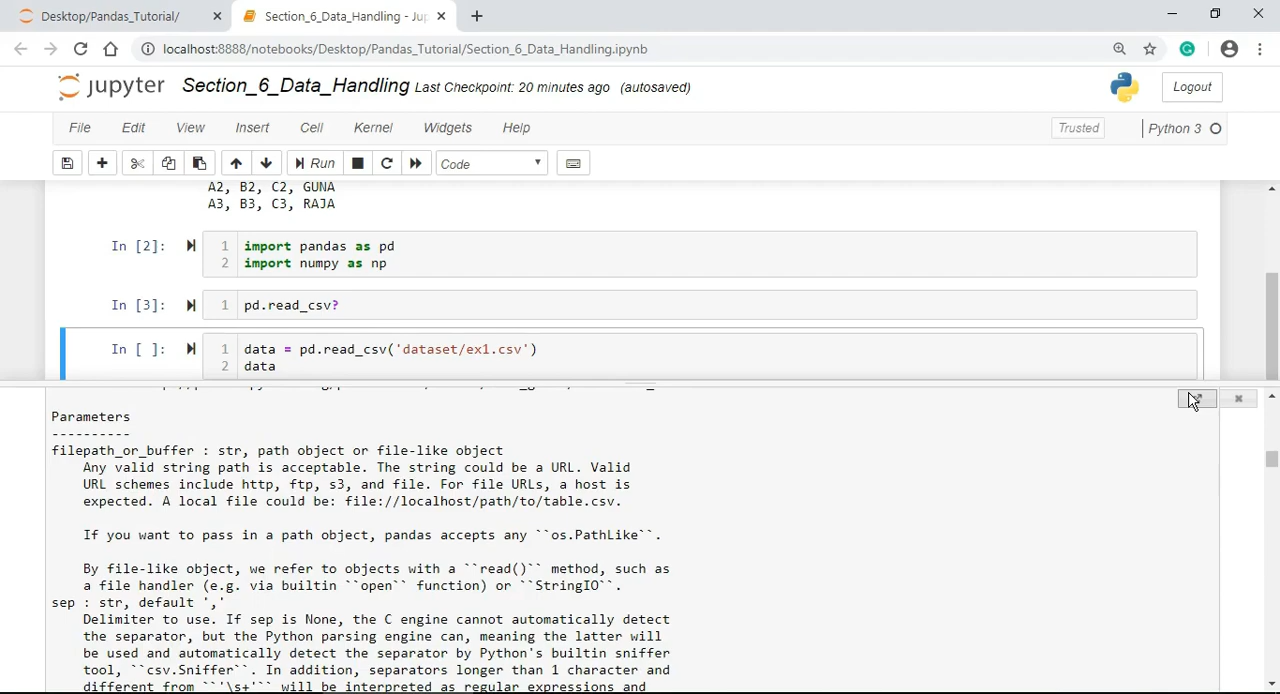 Desktop/Pandas_Tutorial/
Section_6_Data_Handling - Jup
localhost:8888/notebooks/Desktop/Pandas_Tutorial/Section_6_Data_Handling.ipynb
jupyter Section_6_Data_Handling Last Checkpoint: 20 minutes ago (autosaved)
Logout
File Edit View Insert Cell Kernel Widgets Help
Trusted
Python 3
Run
Code
A2, B2, C2, GUNA
A3, B3, C3, RAJA
In [2]:
1 import pandas as pd
2 import numpy as np
In [3]:
1 pd.read_csv?
In [ ]:
1 data = pd.read_csv('dataset/ex1.csv')
2 data
Parameters
----------
filepath_or_buffer : str, path object or file-like object
Any valid string path is acceptable. The string could be a URL. Valid
URL schemes include http, ftp, s3, and file. For file URLs, a host is
expected. A local file could be: file://localhost/path/to/table.csv.
If you want to pass in a path object, pandas accepts any ``os.PathLike``.
By file-like object, we refer to objects with a ``read()`` method, such as
a file handler (e.g. via builtin ``open`` function) or ``StringIO``.
sep : str, default ','
Delimiter to use. If sep is None, the C engine cannot automatically detect
the separator, but the Python parsing engine can, meaning the latter will
be used and automatically detect the separator by Python's builtin sniffer
tool, ``csv.Sniffer``. In addition, separators longer than 1 character and
different from ``'\s+'`` will be interpreted as regular expressions and